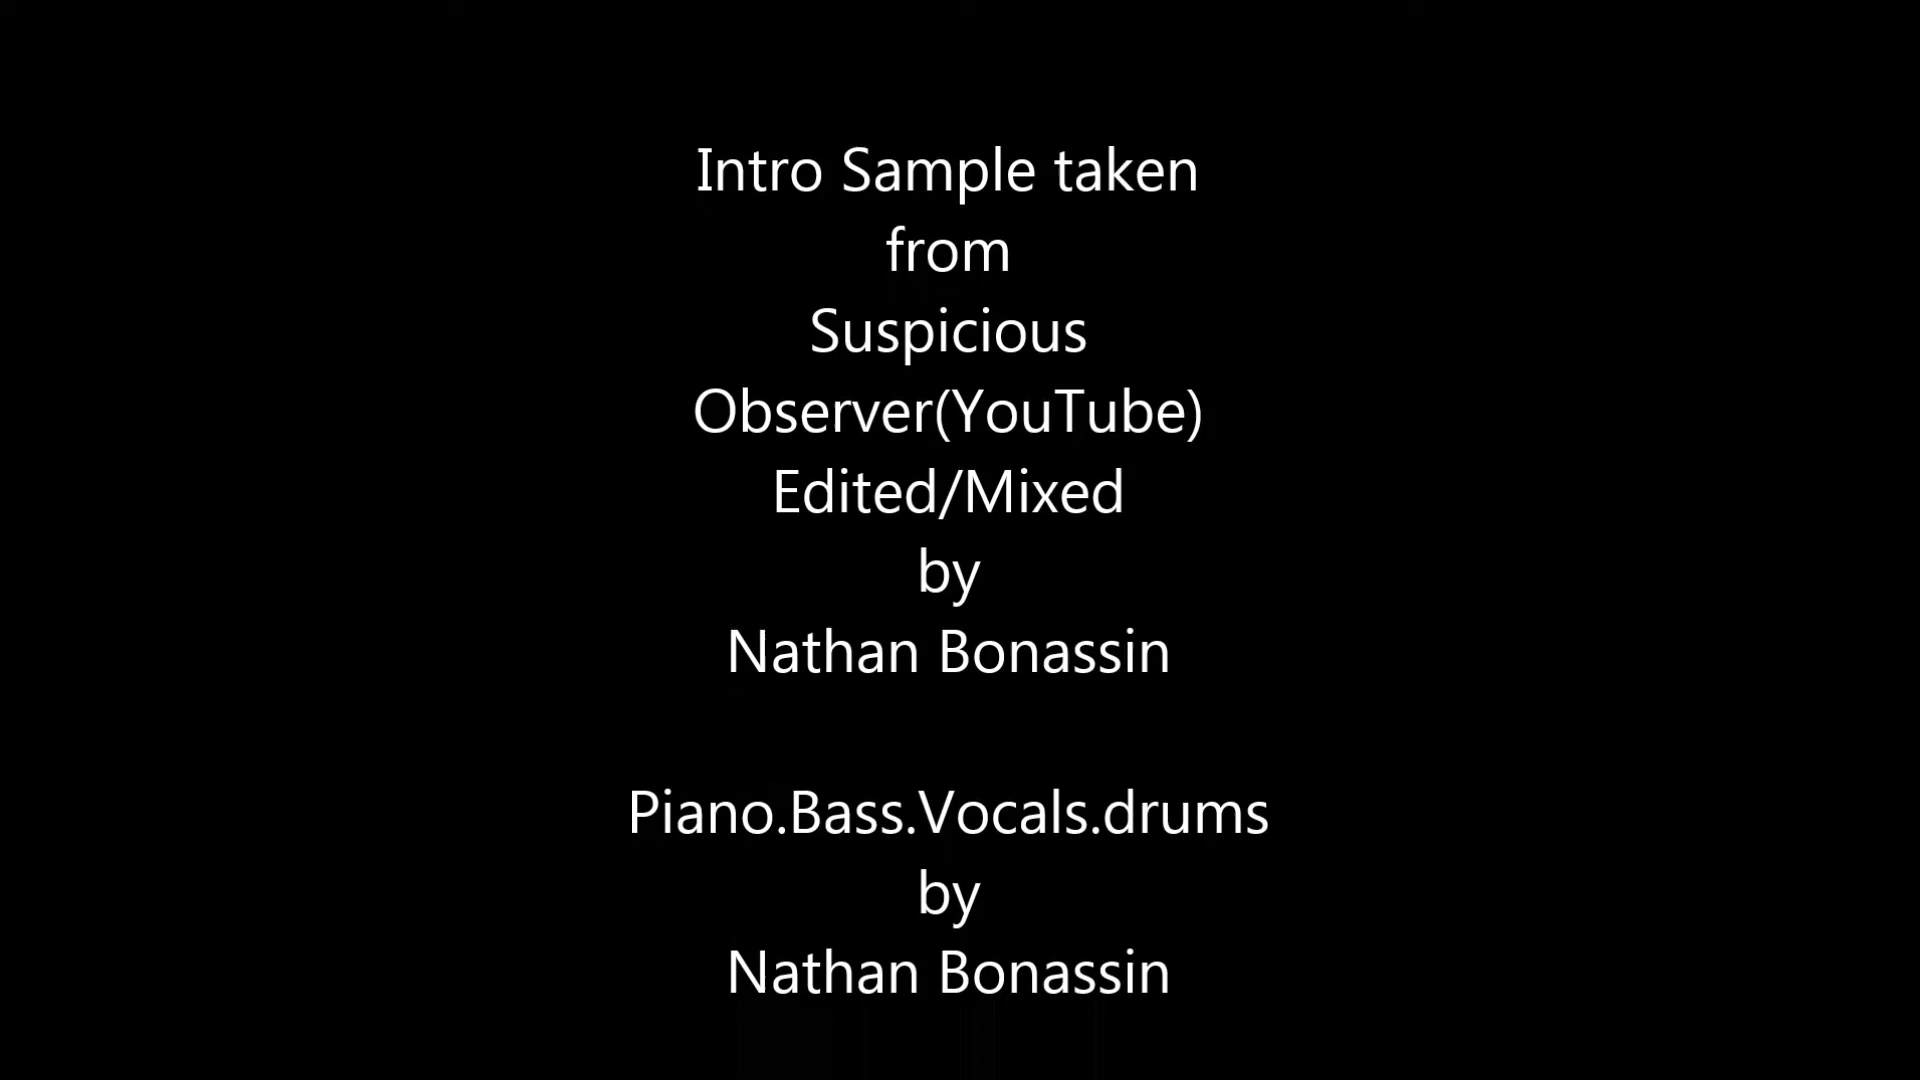 Intro Sample taken
from
Suspicious
Observer(YouTube)
Edited/Mixed
by
Nathan Bonassin
Piano.Bass.Vocals.drums
by
Nathan Bonassin